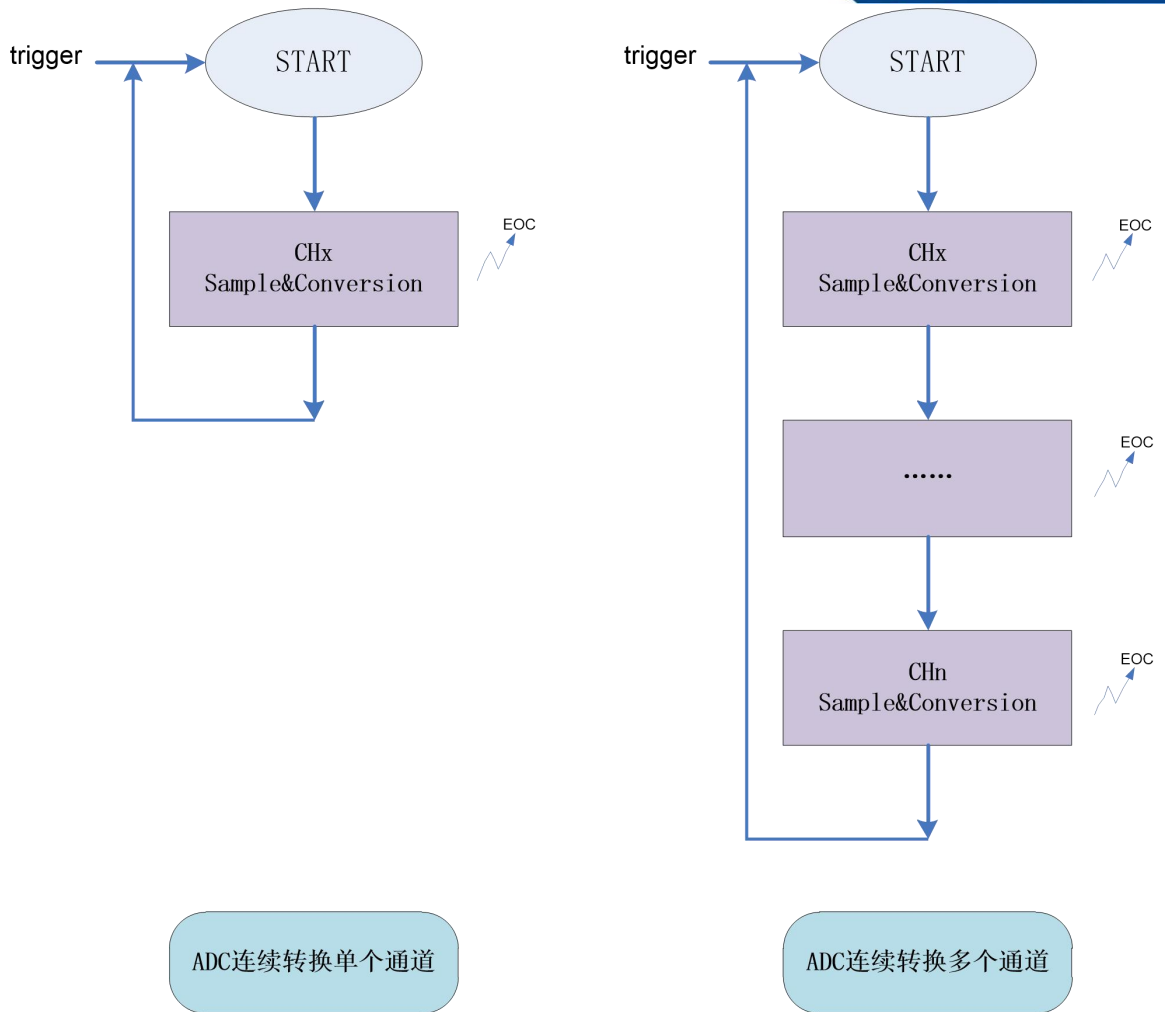 trigger
START
CHx
Sample&Conversion
EOC
ADC连续转换单个通道
trigger
START
CHx
Sample&Conversion
EOC
……
EOC
CHn
Sample&Conversion
EOC
ADC连续转换多个通道